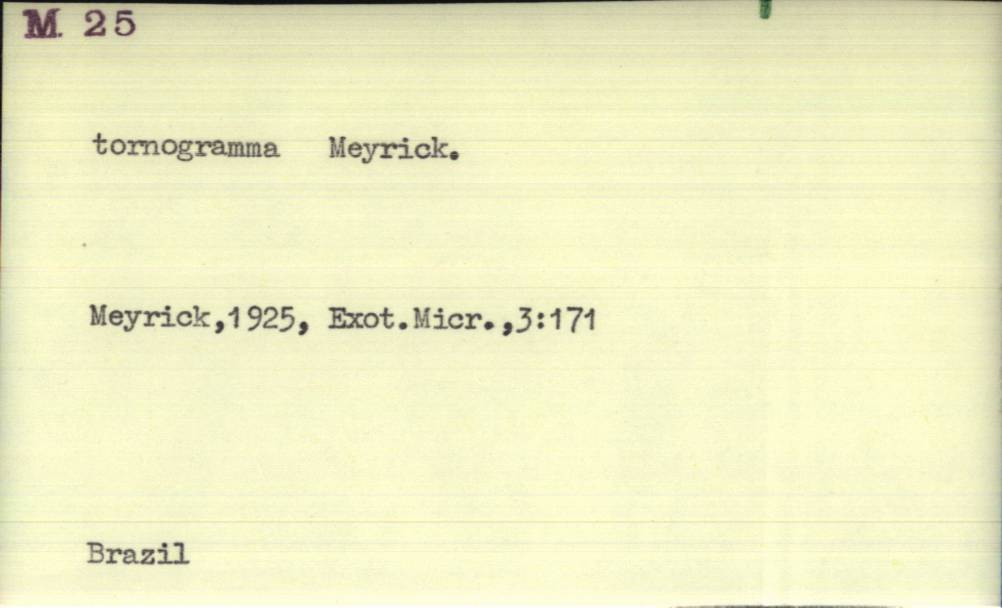 M. 25
tornogramma Meyrick.
Meyrick,1925, Exot.Micr.,3:171
Brazil